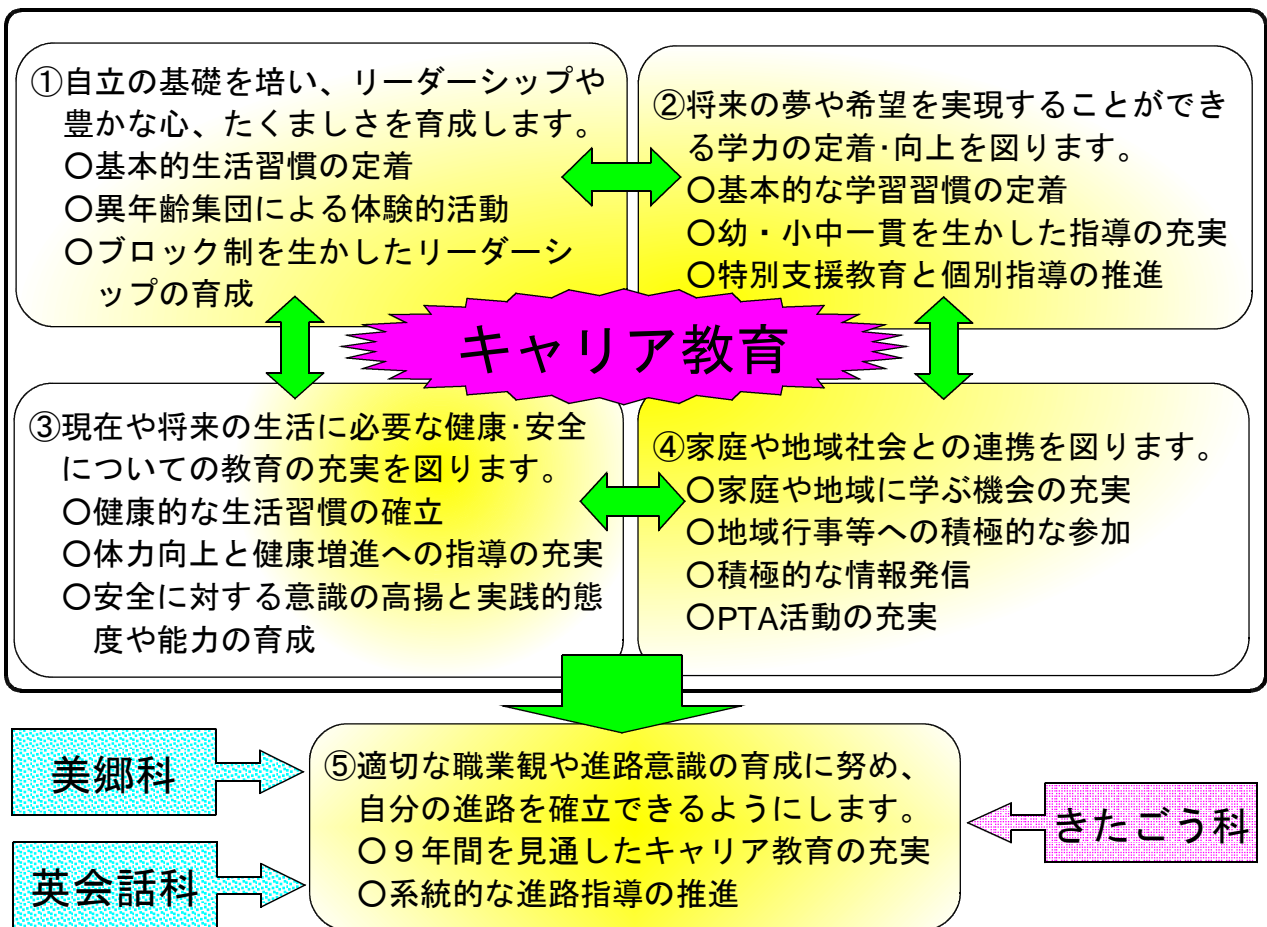 ①自立の基礎を培い、リーダーシップや
豊かな心、たくましさを育成します。
〇基本的生活習慣の定着
〇異年齢集団による体験的活動
〇ブロック制を生かしたリーダーシ
ップの育成
②将来の夢や希望を実現することができ
る学力の定着･向上を図ります。
〇基本的な学習習慣の定着
〇幼・小中一貫を生かした指導の充実
〇特別支援教育と個別指導の推進
キャリア教育
③現在や将来の生活に必要な健康･安全
についての教育の充実を図ります。
〇健康的な生活習慣の確立
〇体力向上と健康増進への指導の充実
〇安全に対する意識の高揚と実践的態
度や能力の育成
④家庭や地域社会との連携を図ります。
〇家庭や地域に学ぶ機会の充実
〇地域行事等への積極的な参加
〇積極的な情報発信
〇PTA活動の充実
美郷科
英会話科
⑤適切な職業観や進路意識の育成に努め、
自分の進路を確立できるようにします。
〇９年間を見通したキャリア教育の充実
〇系統的な進路指導の推進
きたごう科